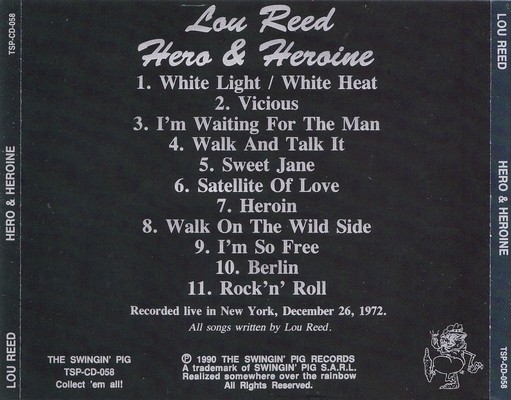 Lou Reed
Hero & Heroine
1. White Light / White Heat
2. Vicious
3. I'm Waiting For The Man
4. Walk And Talk It
5. Sweet Jane
6. Satellite Of Love
7. Heroin
8. Walk On The Wild Side
9. I'm So Free
10. Berlin
11. Rock'n' Roll
Recorded live in New York, December 26, 1972.
All songs written by Lou Reed.
THE SWINGIN' PIG
TSP-CD-058
Collect 'em all!
℗ 1990 THE SWINGIN' PIG RECORDS
A trademark of SWINGIN' PIG S.A.R.L.
Realized somewhere over the rainbow
All Rights Reserved.
LOU REED HERO & HEROINE TSP-CD-058
LOU REED HERO & HEROINE TSP-CD-058